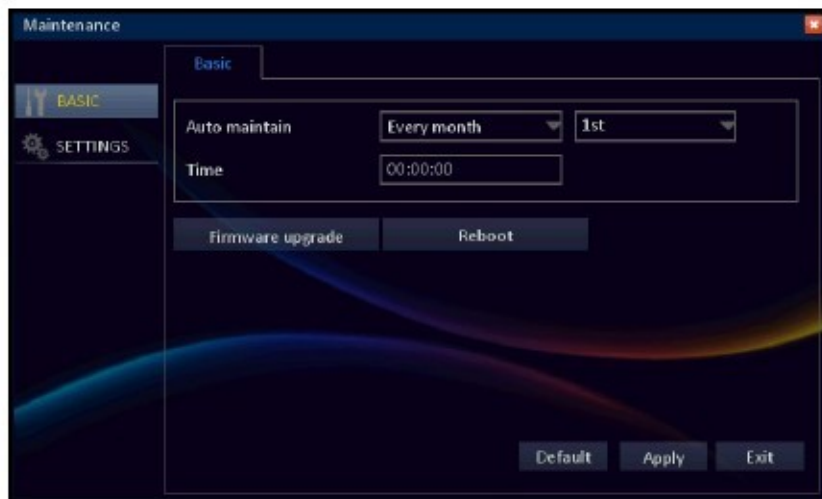 Maintenance
Basic
BASIC
SETTINGS
Auto maintain Every month 1st
Time 00:00:00
Firmware upgrade Reboot
Default Apply Exit